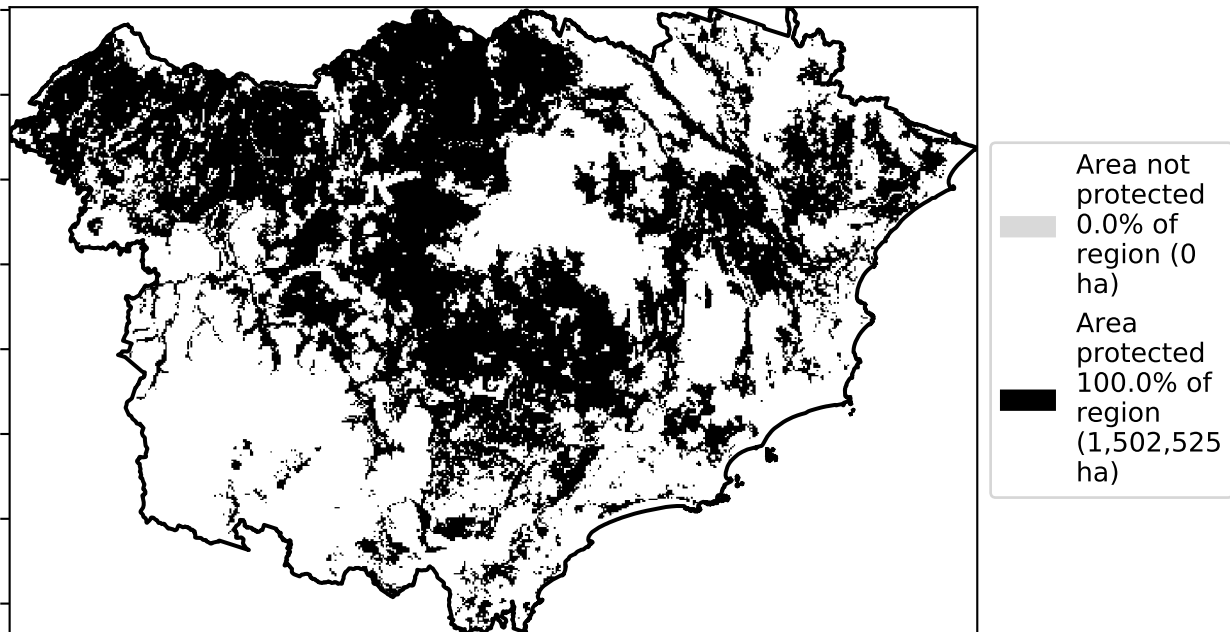 Area not
protected
0.0% of
region (0
ha)
Area
protected
100.0% of
region
(1,502,525
ha)